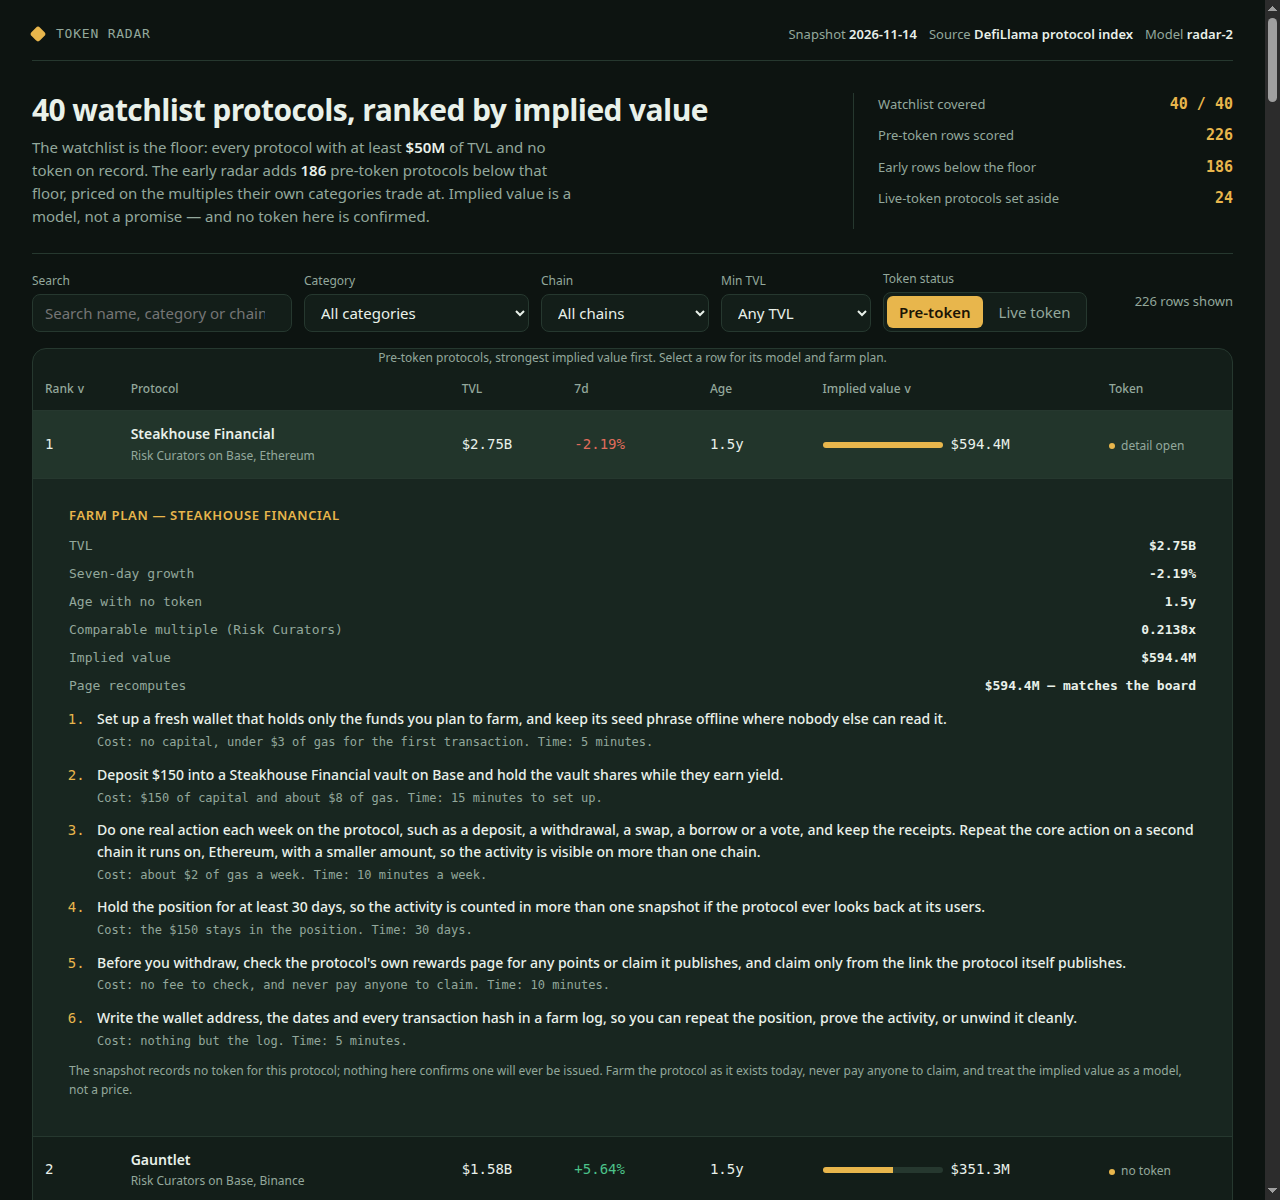 TOKEN RADAR
Snapshot 2026-11-14 Source DefiLlama protocol index Model radar-2
40 watchlist protocols, ranked by implied value
The watchlist is the floor: every protocol with at least $50M of TVL and no
token on record. The early radar adds 186 pre-token protocols below that
floor, priced on the multiples their own categories trade at. Implied value is a
model, not a promise — and no token here is confirmed.
Watchlist covered 40 / 40
Pre-token rows scored 226
Early rows below the floor 186
Live-token protocols set aside 24
Search Category Chain Min TVL Token status
Search name, category or chain All categories All chains Any TVL Pre-token Live token
226 rows shown
Pre-token protocols, strongest implied value first. Select a row for its model and farm plan.
Rank v Protocol TVL 7d Age Implied value v Token
1 Steakhouse Financial $2.75B -2.19% 1.5y $594.4M detail open
Risk Curators on Base, Ethereum
FARM PLAN — STEAKHOUSE FINANCIAL
TVL $2.75B
Seven-day growth -2.19%
Age with no token 1.5y
Comparable multiple (Risk Curators) 0.2138x
Implied value $594.4M
Page recomputes $594.4M — matches the board
1. Set up a fresh wallet that holds only the funds you plan to farm, and keep its seed phrase offline where nobody else can read it.
Cost: no capital, under $3 of gas for the first transaction. Time: 5 minutes.
2. Deposit $150 into a Steakhouse Financial vault on Base and hold the vault shares while they earn yield.
Cost: $150 of capital and about $8 of gas. Time: 15 minutes to set up.
3. Do one real action each week on the protocol, such as a deposit, a withdrawal, a swap, a borrow or a vote, and keep the receipts. Repeat the core action on a second
chain it runs on, Ethereum, with a smaller amount, so the activity is visible on more than one chain.
Cost: about $2 of gas a week. Time: 10 minutes a week.
4. Hold the position for at least 30 days, so the activity is counted in more than one snapshot if the protocol ever looks back at its users.
Cost: the $150 stays in the position. Time: 30 days.
5. Before you withdraw, check the protocol's own rewards page for any points or claim it publishes, and claim only from the link the protocol itself publishes.
Cost: no fee to check, and never pay anyone to claim. Time: 10 minutes.
6. Write the wallet address, the dates and every transaction hash in a farm log, so you can repeat the position, prove the activity, or unwind it cleanly.
Cost: nothing but the log. Time: 5 minutes.
The snapshot records no token for this protocol; nothing here confirms one will ever be issued. Farm the protocol as it exists today, never pay anyone to claim, and treat the implied value as a model,
not a price.
2 Gauntlet $1.58B +5.64% 1.5y $351.3M no token
Risk Curators on Base, Binance